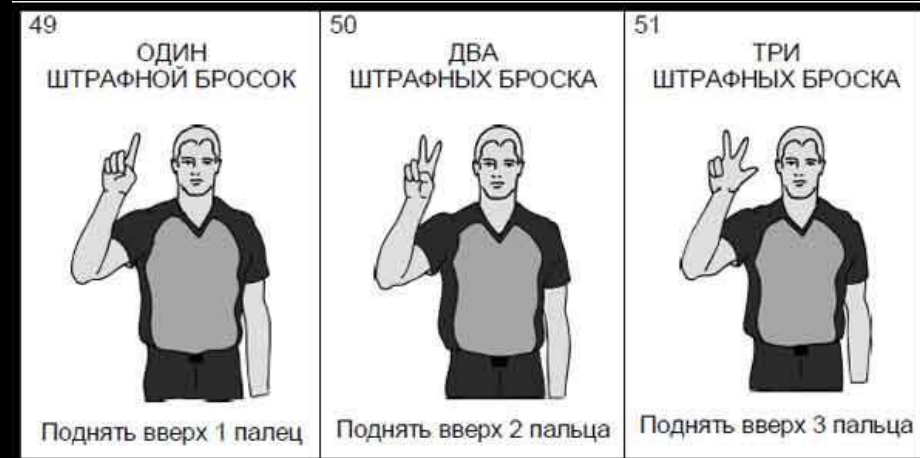 49
ОДИН
ШТРАФНОЙ БРОСОК
Поднять вверх 1 палец
50
ДВА
ШТРАФНЫХ БРОСКА
Поднять вверх 2 пальца
51
ТРИ
ШТРАФНЫХ БРОСКА
Поднять вверх 3 пальца